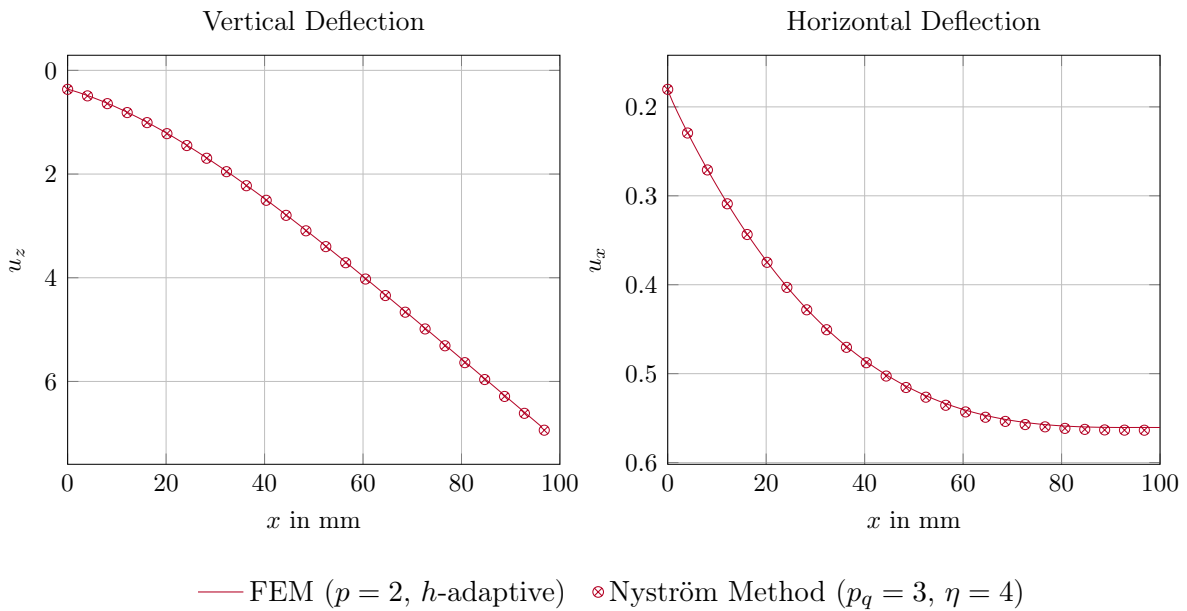 Vertical Deflection
0
2
4
6
u_z
0 20 40 60 80 100
x in mm
Horizontal Deflection
0.2
0.3
0.4
0.5
0.6
u_x
0 20 40 60 80 100
x in mm
FEM (p = 2, h-adaptive) Nyström Method (p_q = 3, η = 4)